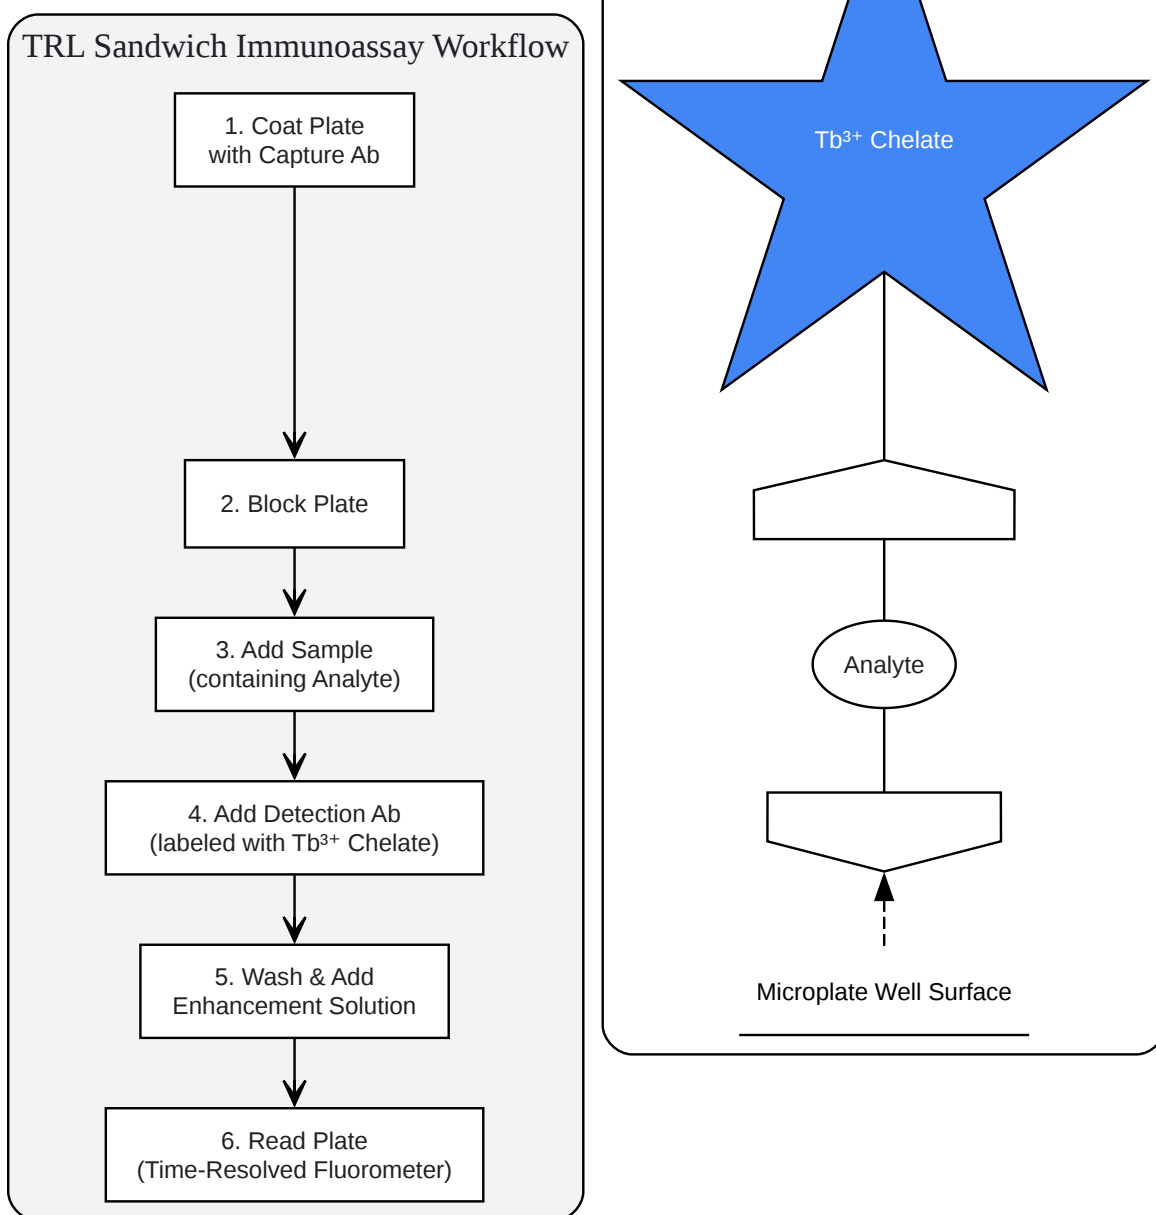 TRL Sandwich Immunoassay Workflow
1. Coat Plate
with Capture Ab
2. Block Plate
3. Add Sample
(containing Analyte)
4. Add Detection Ab
(labeled with Tb³⁺ Chelate)
5. Wash & Add
Enhancement Solution
6. Read Plate
(Time-Resolved Fluorometer)
Tb³⁺ Chelate
Analyte
Microplate Well Surface